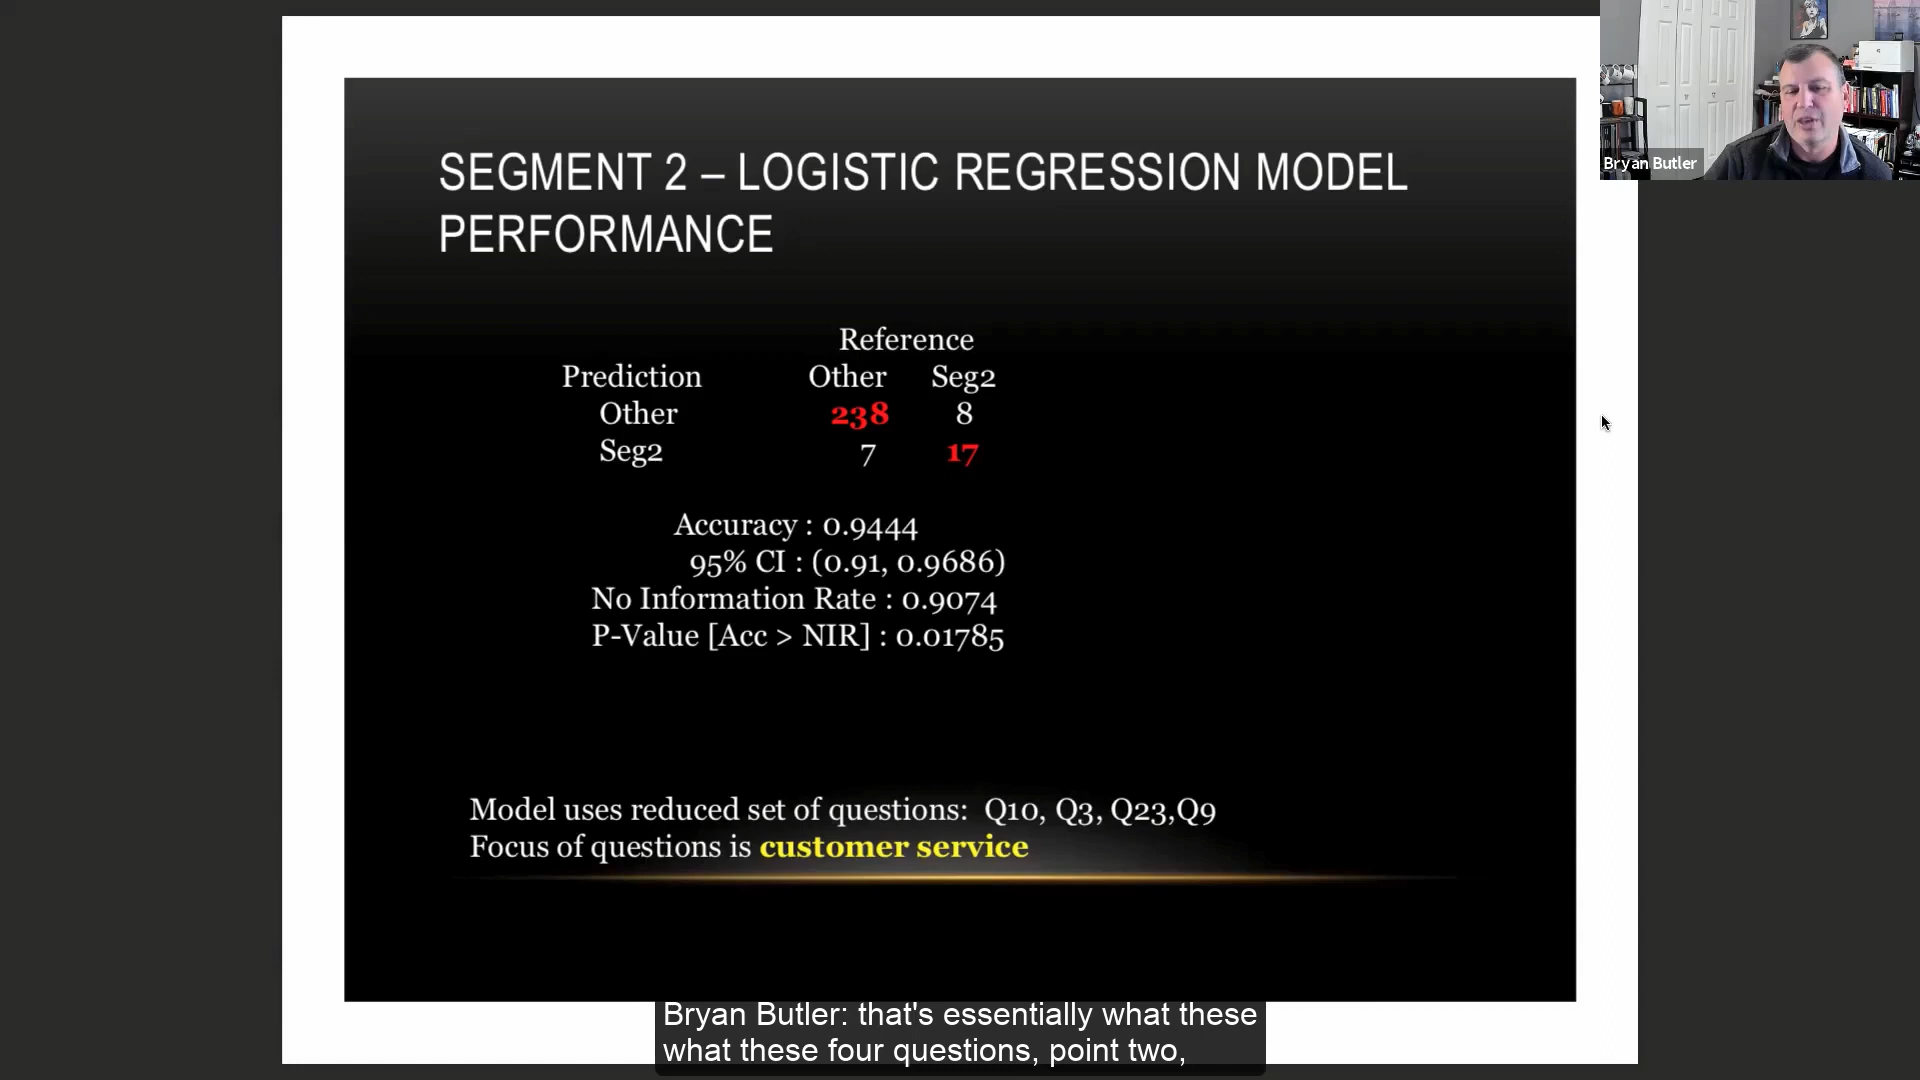 SEGMENT 2 – LOGISTIC REGRESSION MODEL
PERFORMANCE
Reference
Prediction Other Seg2
Other 238 8
Seg2 7 17
Accuracy : 0.9444
95% CI : (0.91, 0.9686)
No Information Rate : 0.9074
P-Value [Acc > NIR] : 0.01785
Model uses reduced set of questions: Q10, Q3, Q23,Q9
Focus of questions is customer service
Bryan Butler
Bryan Butler: that's essentially what these
what these four questions, point two,